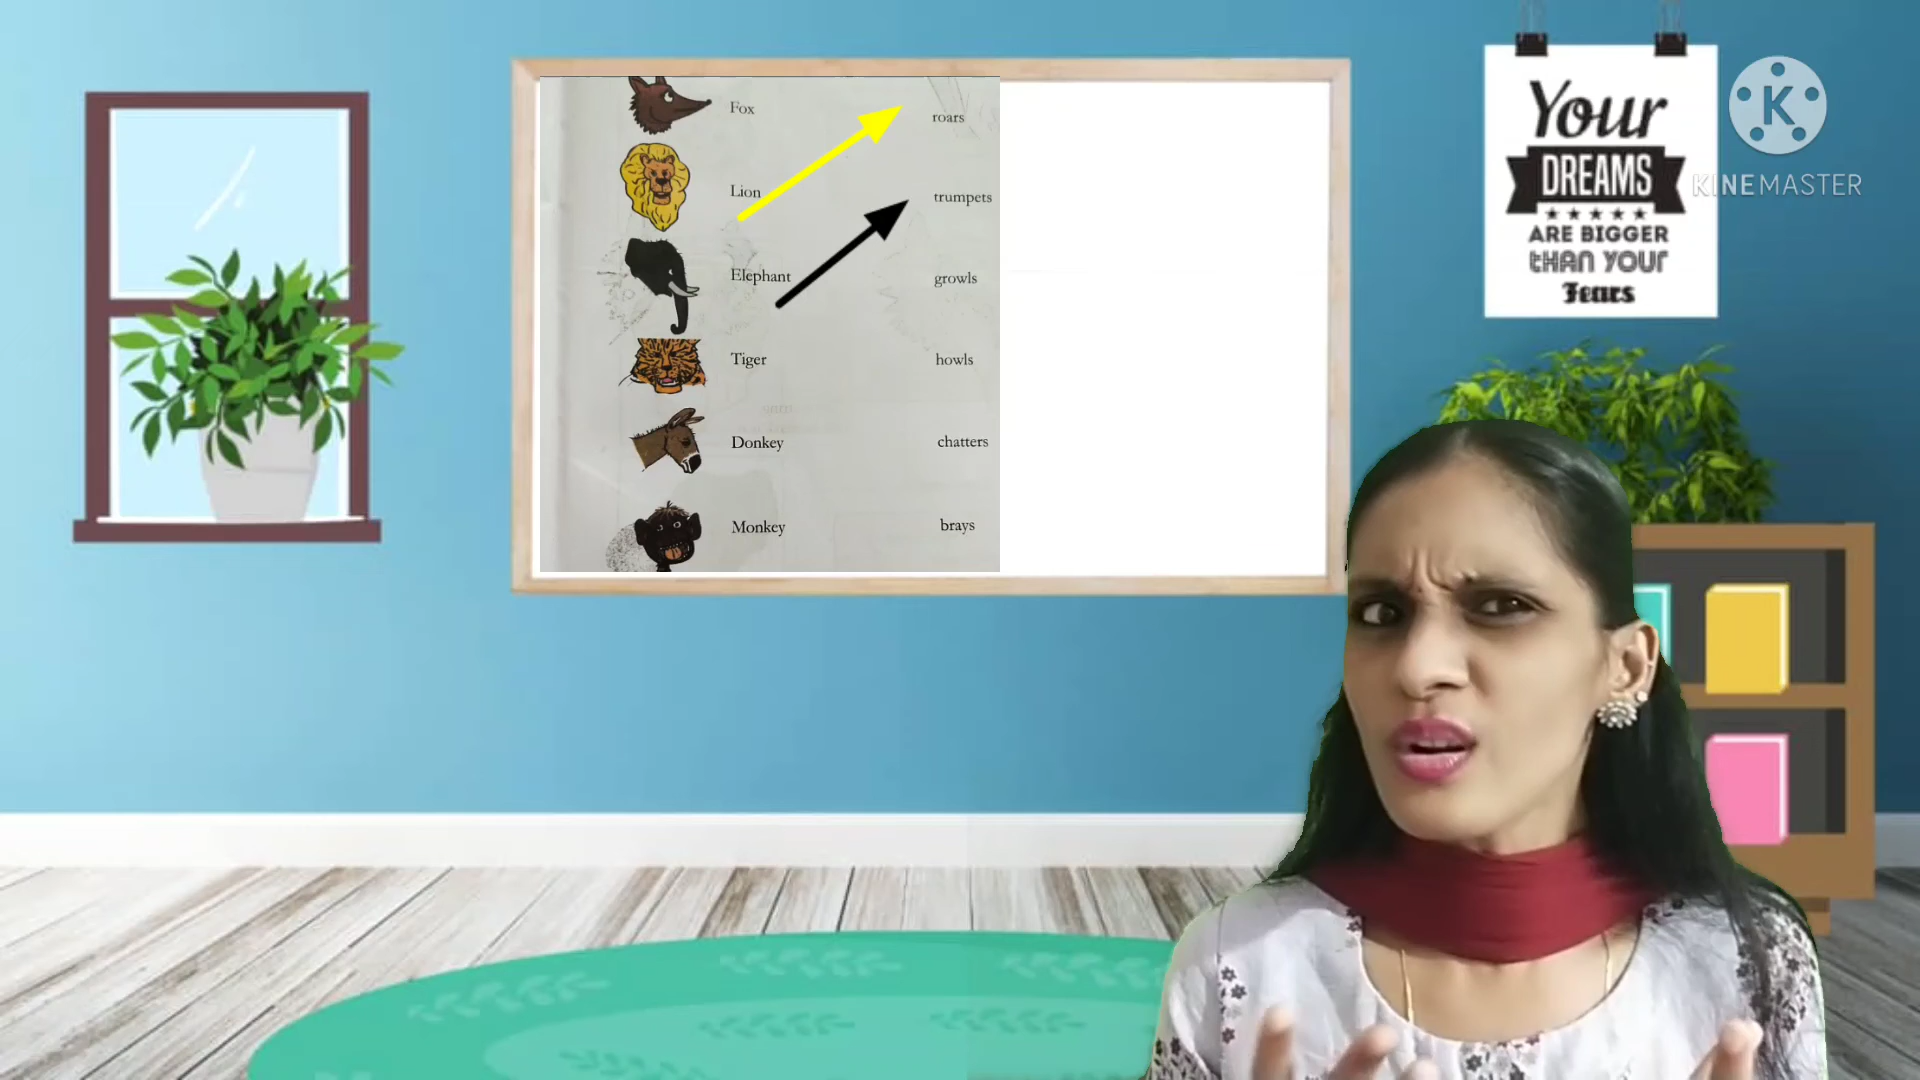 Fox
roars
Lion
trumpets
Elephant
growls
Tiger
howls
Donkey
chatters
Monkey
brays
Your
DREAMS
ARE BIGGER
THAN YOUR
Fears
K
KINEMASTER